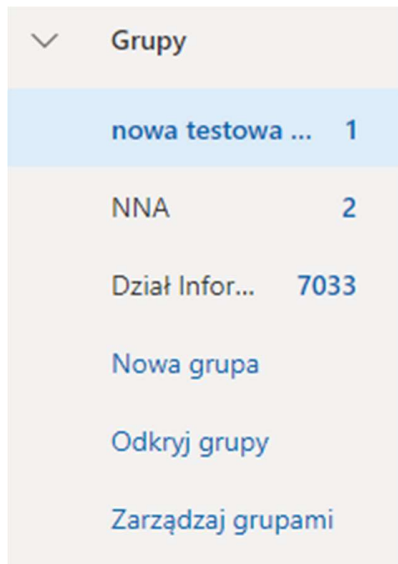 Grupy
nowa testowa ... 1
NNA 2
Dział Infor... 7033
Nowa grupa
Odkryj grupy
Zarządzaj grupami